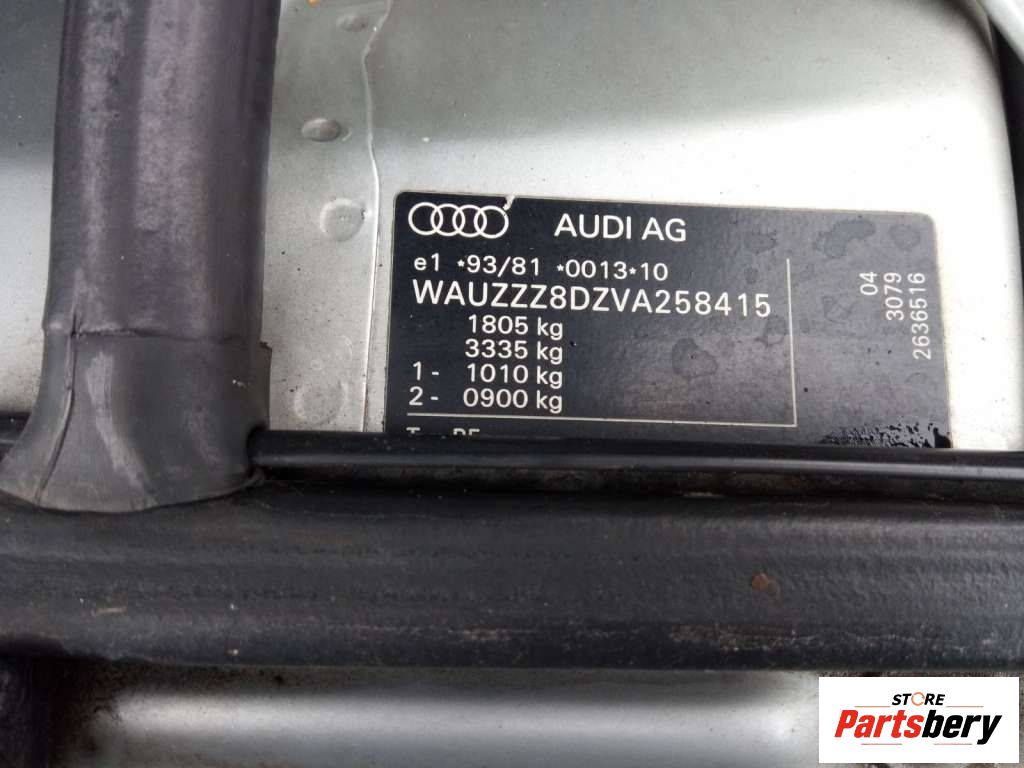 AUDI AG
e1 *93/81 *0013*10
WAUZZZ8DZVA258415
1805 kg
3335 kg
1- 1010 kg
2- 0900 kg
04
3079
2636516
STORE
Partsbery